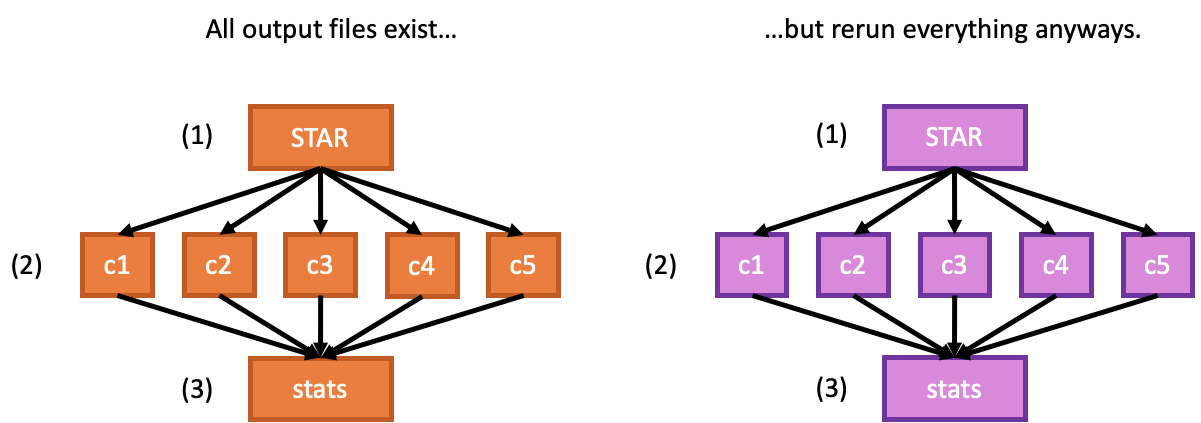 All output files exist…
(1)
STAR
(2)
c1
c2
c3
c4
c5
(3)
stats
…but rerun everything anyways.
(1)
STAR
(2)
c1
c2
c3
c4
c5
(3)
stats